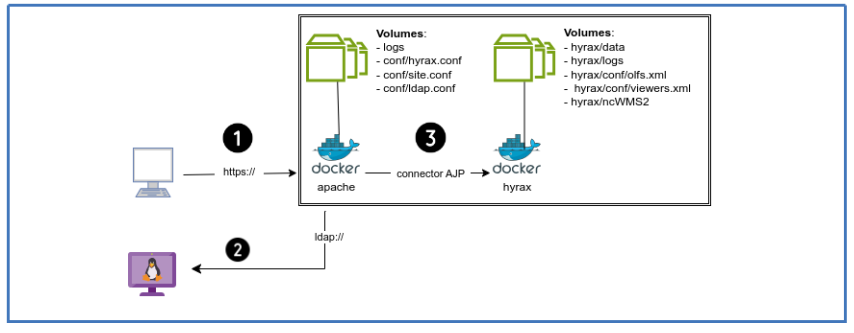 Volumes:
- logs
- conf/hyrax.conf
- conf/site.conf
- conf/ldap.conf
Volumes:
- hyrax/data
- hyrax/logs
- hyrax/conf/olfs.xml
- hyrax/conf/viewers.xml
- hyrax/ncWMS2
1
https://
docker
apache
3
connector AJP
docker
hyrax
ldap://
2